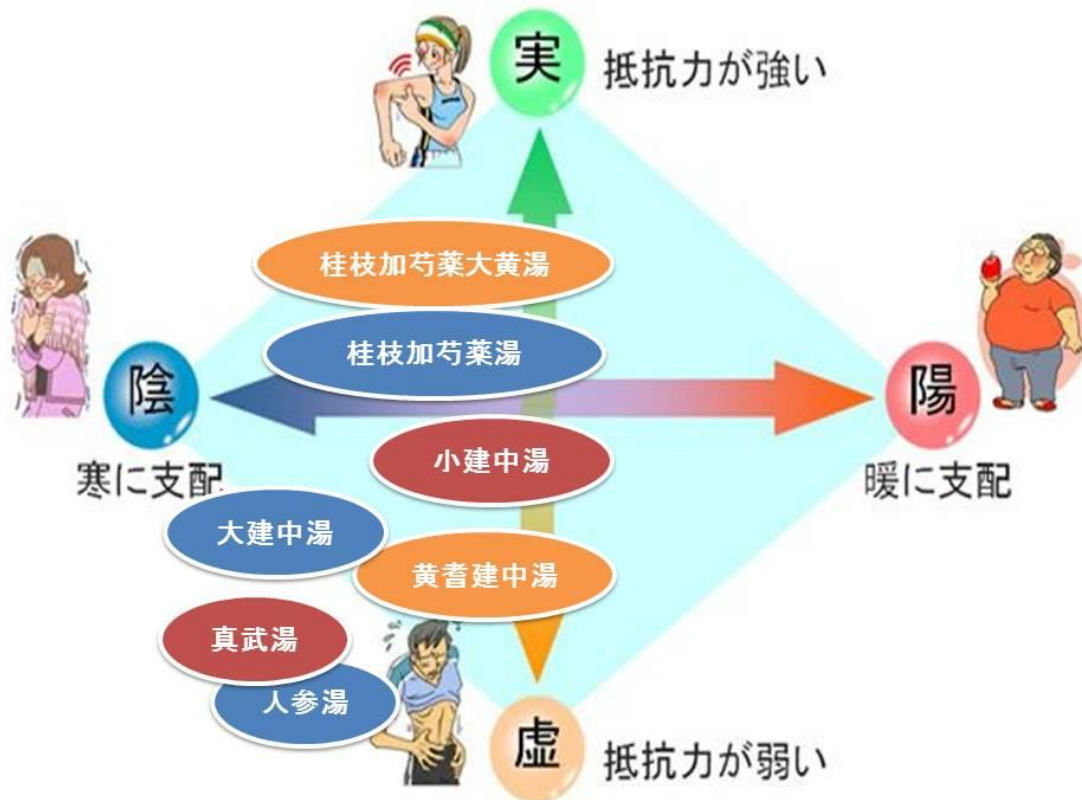 実
抵抗力が強い
桂枝加芍薬大黄湯
桂枝加芍薬湯
陰
陽
寒に支配
暖に支配
小建中湯
大建中湯
黄耆建中湯
真武湯
人参湯
虚
抵抗力が弱い